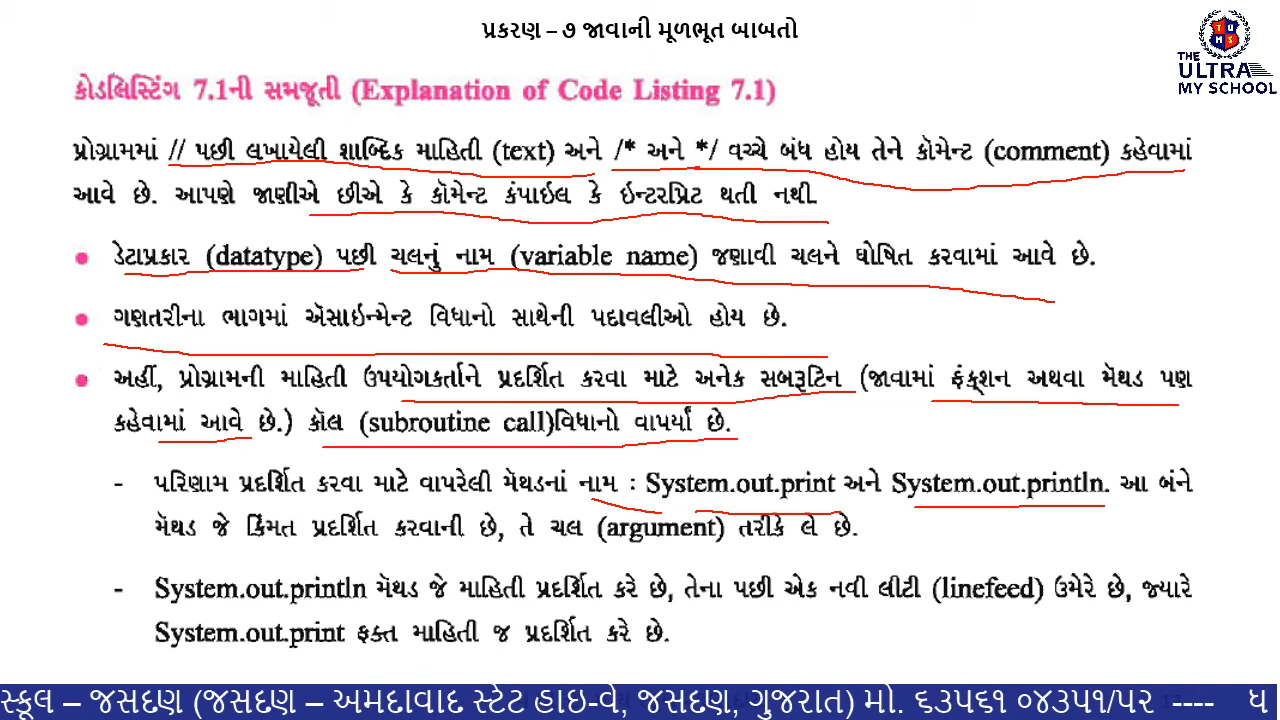 પ્રકરણ – ૭ જાવાની મૂળભૂત બાબતો
TUMS
THE
ULTRA
MY SCHOOL
કોડલિસ્ટિંગ 7.1ની સમજૂતી (Explanation of Code Listing 7.1)
પ્રોગ્રામમાં // પછી લખાયેલી શાબ્દિક માહિતી (text) અને /* અને */ વચ્ચે બંધ હોય તેને કૉમેન્ટ (comment) કહેવામાં
આવે છે. આપણે જાણીએ છીએ કે કૉમેન્ટ કંપાઇલ કે ઇન્ટરપ્રિટ થતી નથી.
• ડેટાપ્રકાર (datatype) પછી ચલનું નામ (variable name) જણાવી ચલને ઘોષિત કરવામાં આવે છે.
• ગણતરીના ભાગમાં ઍસાઇન્મેન્ટ વિધાનો સાથેની પદાવલીઓ હોય છે.
• અહીં, પ્રોગ્રામની માહિતી ઉપયોગકર્તાને પ્રદર્શિત કરવા માટે અનેક સબરૂટિન (જાવામાં ફંક્શન અથવા મૅથડ પણ
કહેવામાં આવે છે.) કૉલ (subroutine call)વિધાનો વાપર્યાં છે.
- પરિણામ પ્રદર્શિત કરવા માટે વાપરેલી મૅથડનાં નામ : System.out.print અને System.out.println. આ બંને
મૅથડ જે કિંમત પ્રદર્શિત કરવાની છે, તે ચલ (argument) તરીકે લે છે.
- System.out.println મૅથડ જે માહિતી પ્રદર્શિત કરે છે, તેના પછી એક નવી લીટી (linefeed) ઉમેરે છે, જ્યારે
System.out.print ફક્ત માહિતી જ પ્રદર્શિત કરે છે.
સ્કૂલ – જસદણ (જસદણ – અમદાવાદ સ્ટેટ હાઇ-વે, જસદણ, ગુજરાત) મો. ૬૩૫૬૧ ૦૪૩૫૧/૫૨ ---- ધ